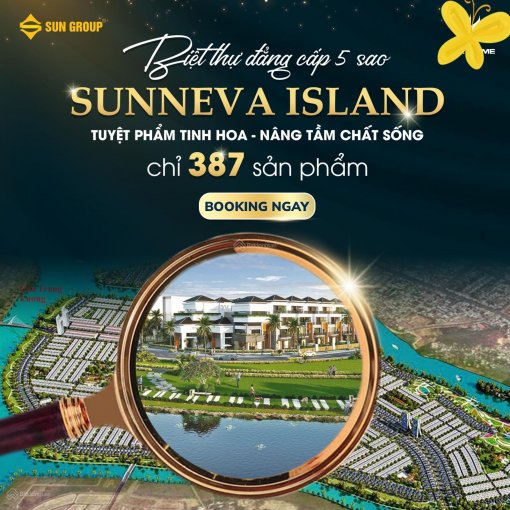 SUN GROUP
ME
Biệt thự đẳng cấp 5 sao
SUNNEVA ISLAND
TUYỆT PHẨM TINH HOA - NÂNG TẦM CHẤT SỐNG
chỉ 387 sản phẩm
BOOKING NGAY